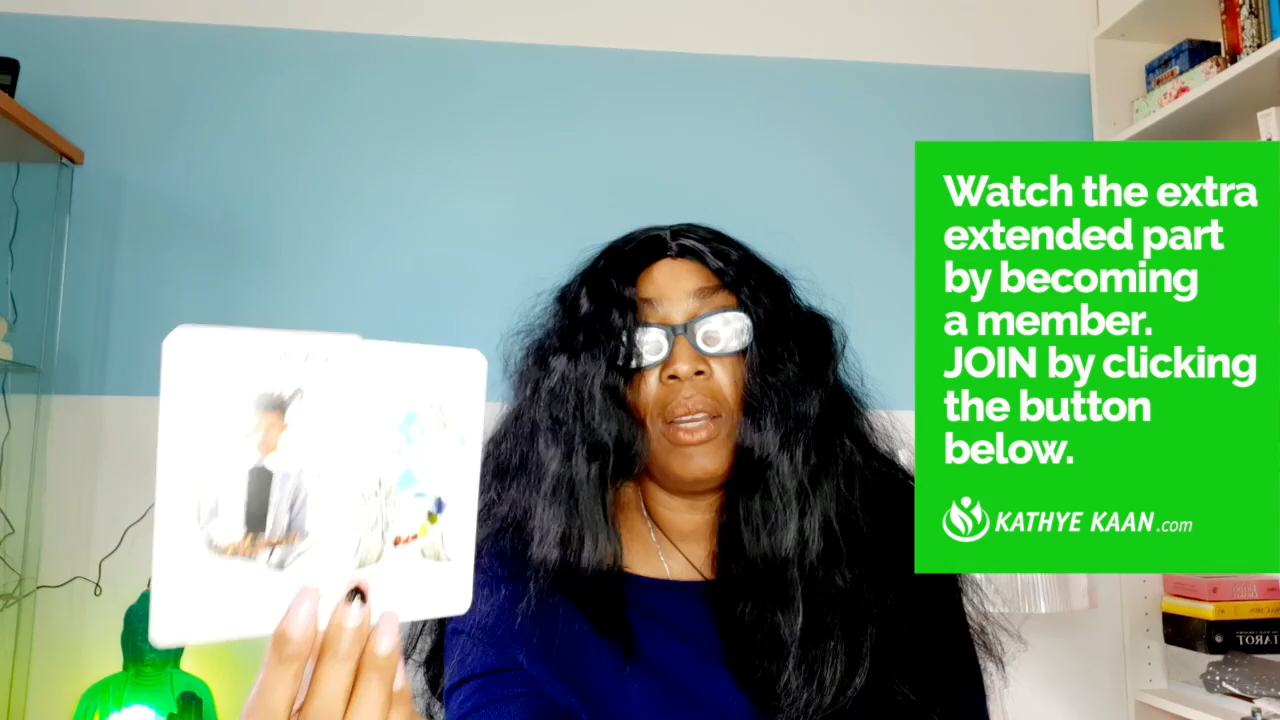 Watch the extra
extended part
by becoming
a member.
JOIN by clicking
the button
below.
KATHYE KAAN.com
TAROT